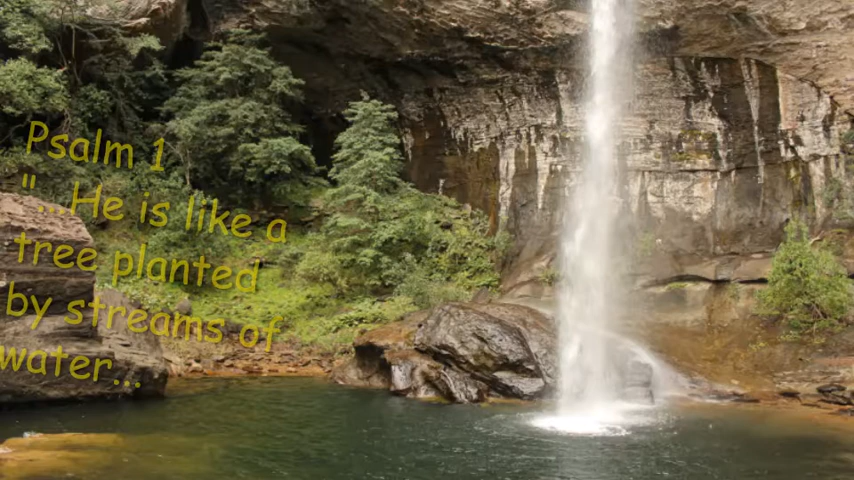 Psalm 1
"...He is like a
tree planted
by streams of
water...